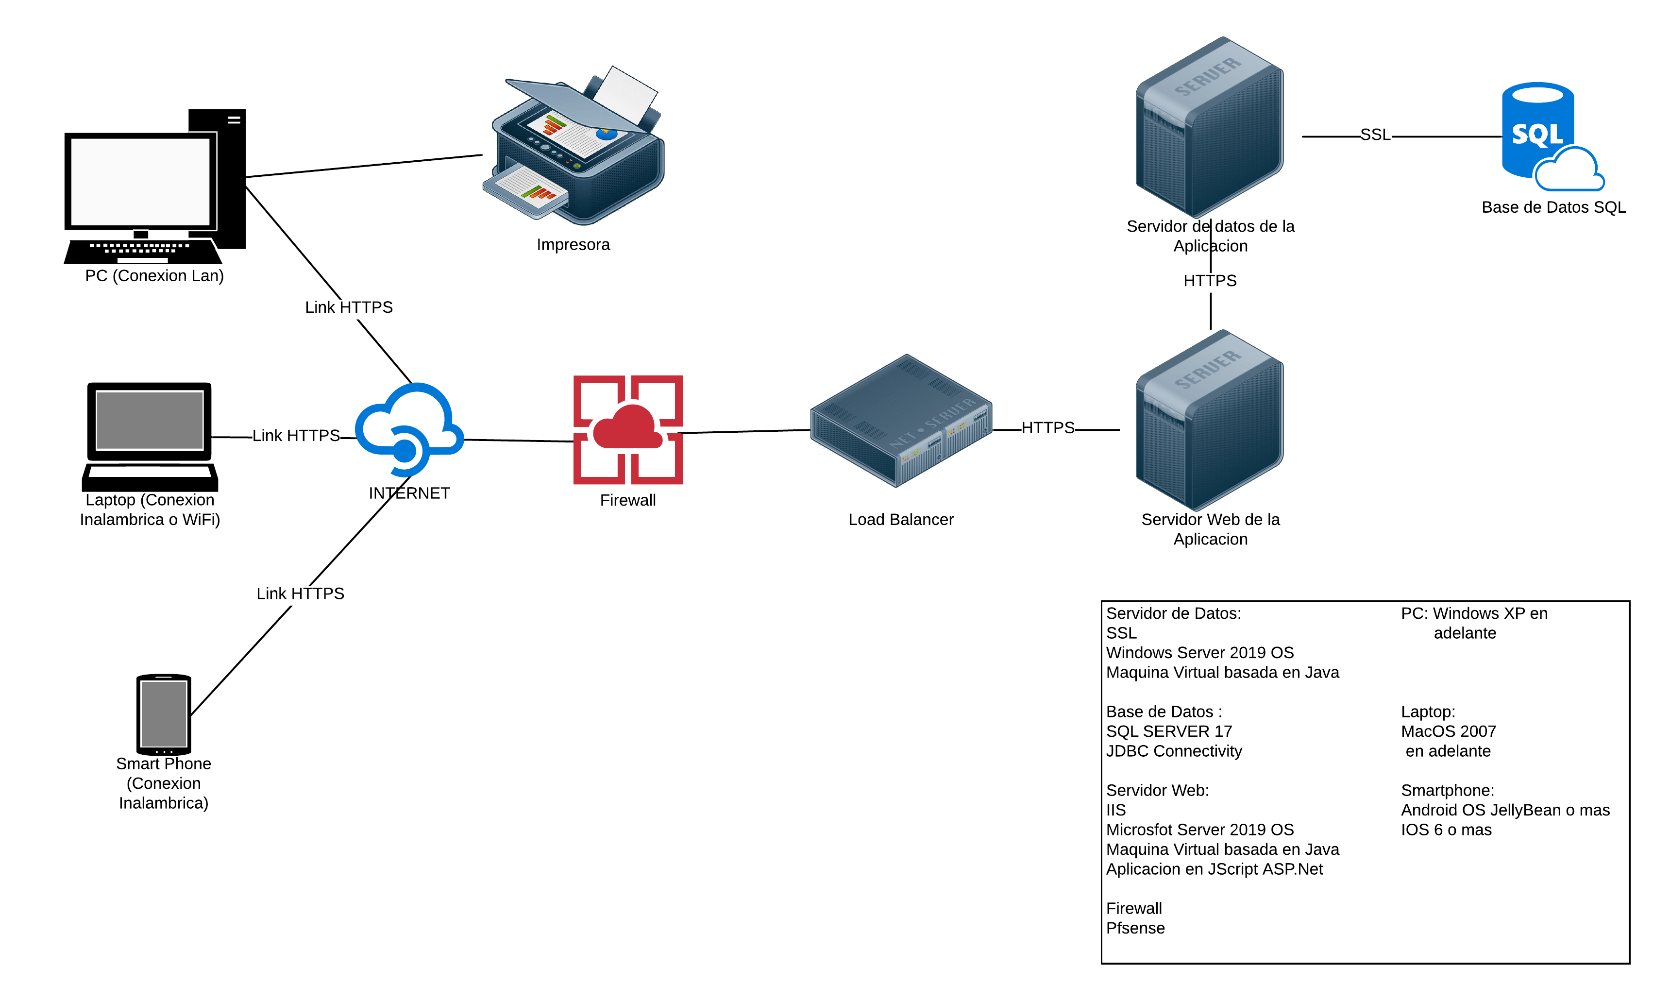 SERUER
SSL
SQL
Base de Datos SQL
Servidor de datos de la
Aplicacion
Impresora
PC (Conexion Lan)
HTTPS
Link HTTPS
SERUER
NET • SERUER
HTTPS
Link HTTPS
INTERNET
Laptop (Conexion
Inalambrica o WiFi)
Firewall
Load Balancer
Servidor Web de la
Aplicacion
Link HTTPS
Smart Phone
(Conexion
Inalambrica)
Servidor de Datos:
SSL
Windows Server 2019 OS
Maquina Virtual basada en Java
Base de Datos :
SQL SERVER 17
JDBC Connectivity
Servidor Web:
IIS
Microsfot Server 2019 OS
Maquina Virtual basada en Java
Aplicacion en JScript ASP.Net
Firewall
Pfsense
PC: Windows XP en
adelante
Laptop:
MacOS 2007
en adelante
Smartphone:
Android OS JellyBean o mas
IOS 6 o mas